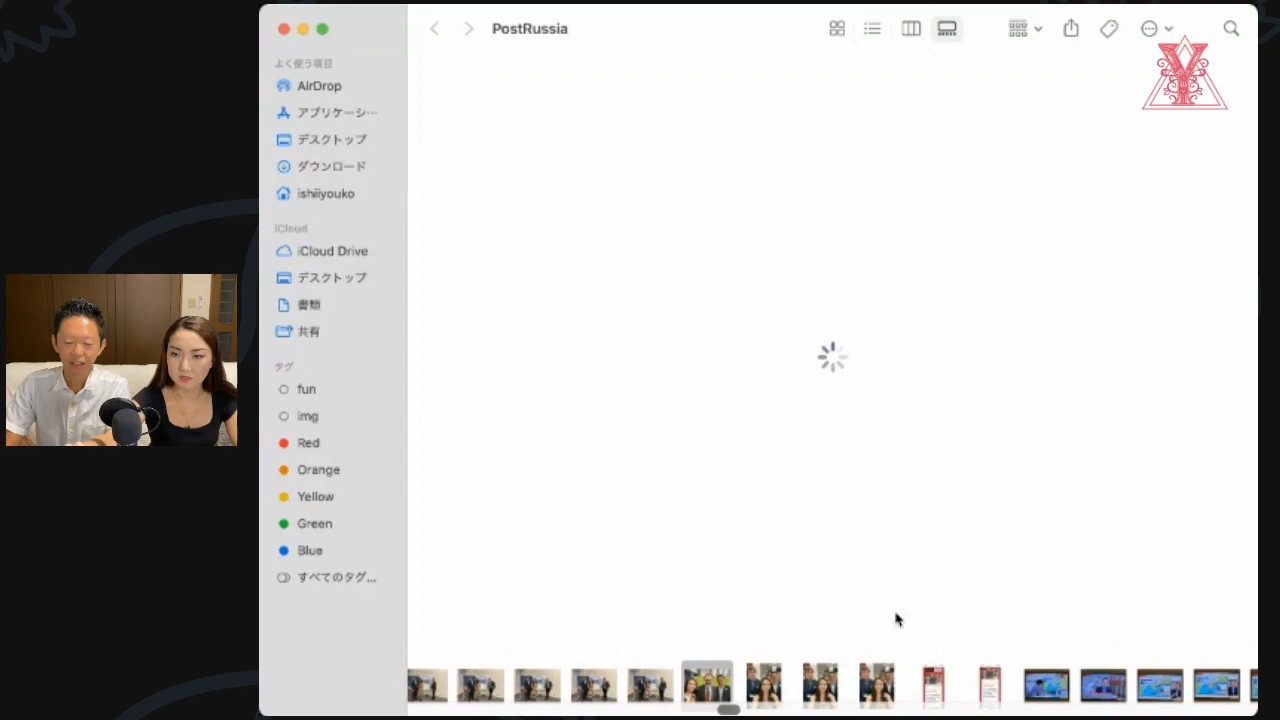 PostRussia
よく使う項目
AirDrop
アプリケーシ…
デスクトップ
ダウンロード
ishiiyouko
iCloud
iCloud Drive
デスクトップ
書類
共有
タグ
fun
img
Red
Orange
Yellow
Green
Blue
すべてのタグ...
Y